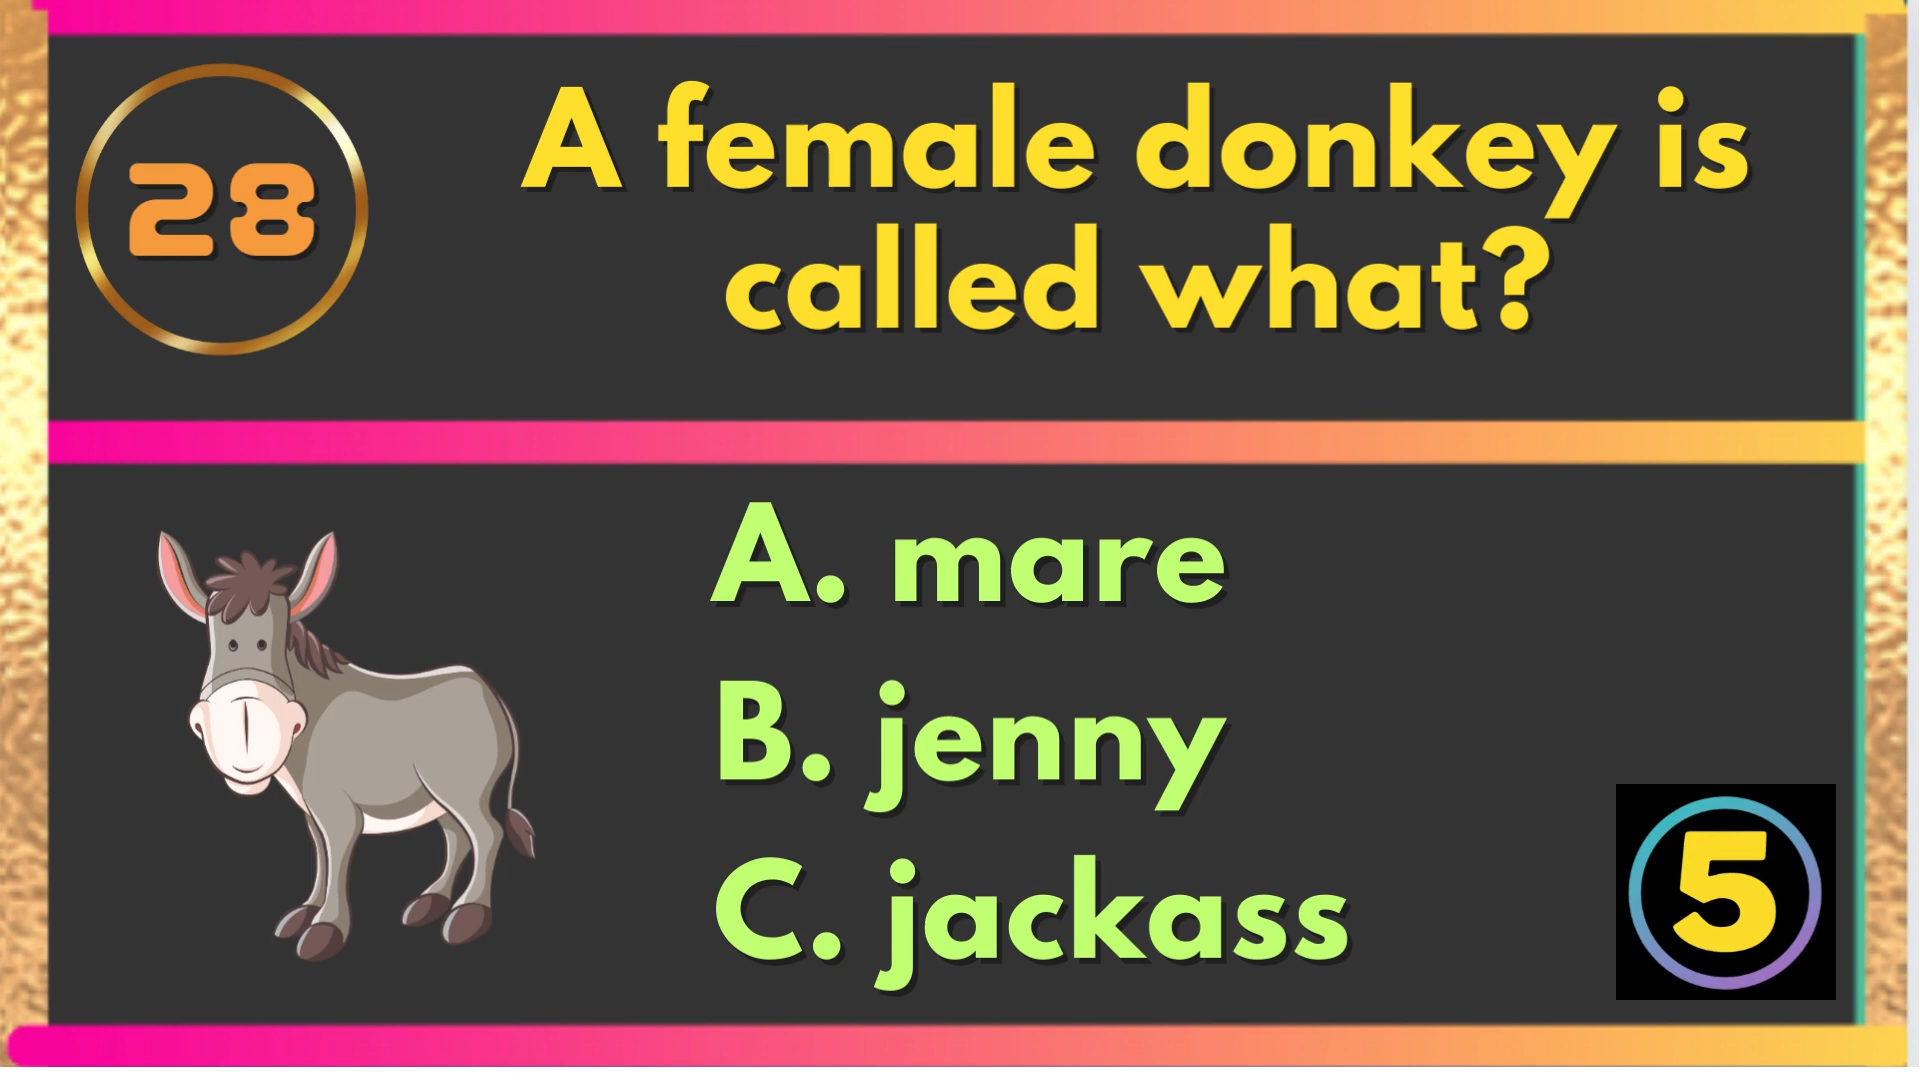 28
A female donkey is
called what?
A. mare
B. jenny
C. jackass
5